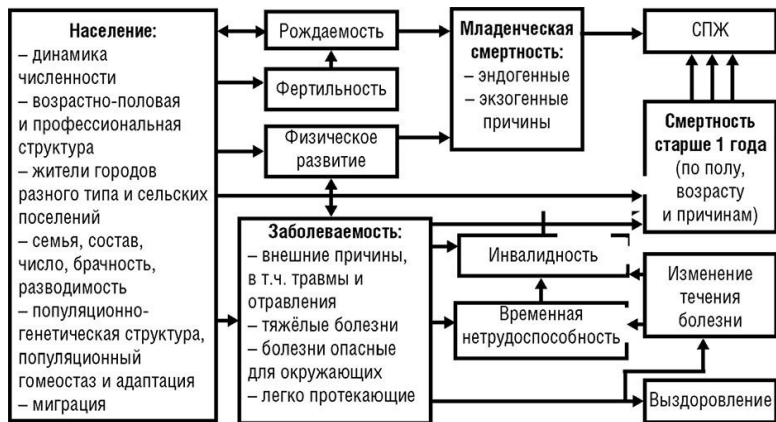 Население:
– динамика
численности
– возрастно-половая
и профессиональная
структура
– жители городов
разного типа и сельских
поселений
– семья, состав,
число, брачность,
разводимость
– популяционно-
генетическая структура,
популяционный
гомеостаз и адаптация
– миграция
Рождаемость
Фертильность
Физическое
развитие
Младенческая
смертность:
– эндогенные
– экзогенные
причины
СПЖ
Смертность
старше 1 года
(по полу,
возрасту
и причинам)
Заболеваемость:
– внешние причины,
в т.ч. травмы и
отравления
– тяжёлые болезни
– болезни опасные
для окружающих
– легко протекающие
Инвалидность
Временная
нетрудоспособность
Изменение
течения
болезни
Выздоровление